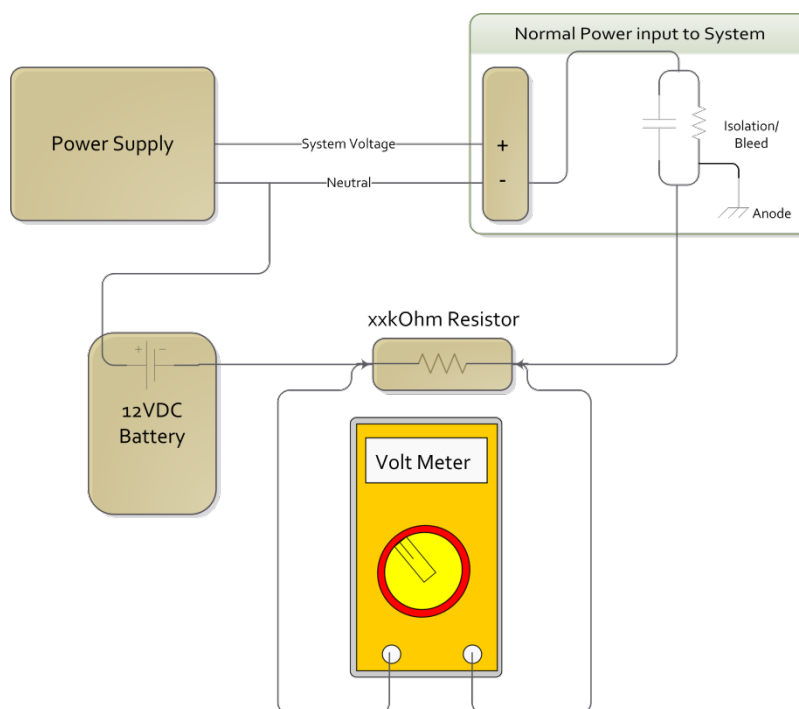 Normal Power input to System
Power Supply
System Voltage
Neutral
+
-
Isolation/
Bleed
Anode
xxkOhm Resistor
+ -
12VDC
Battery
Volt Meter